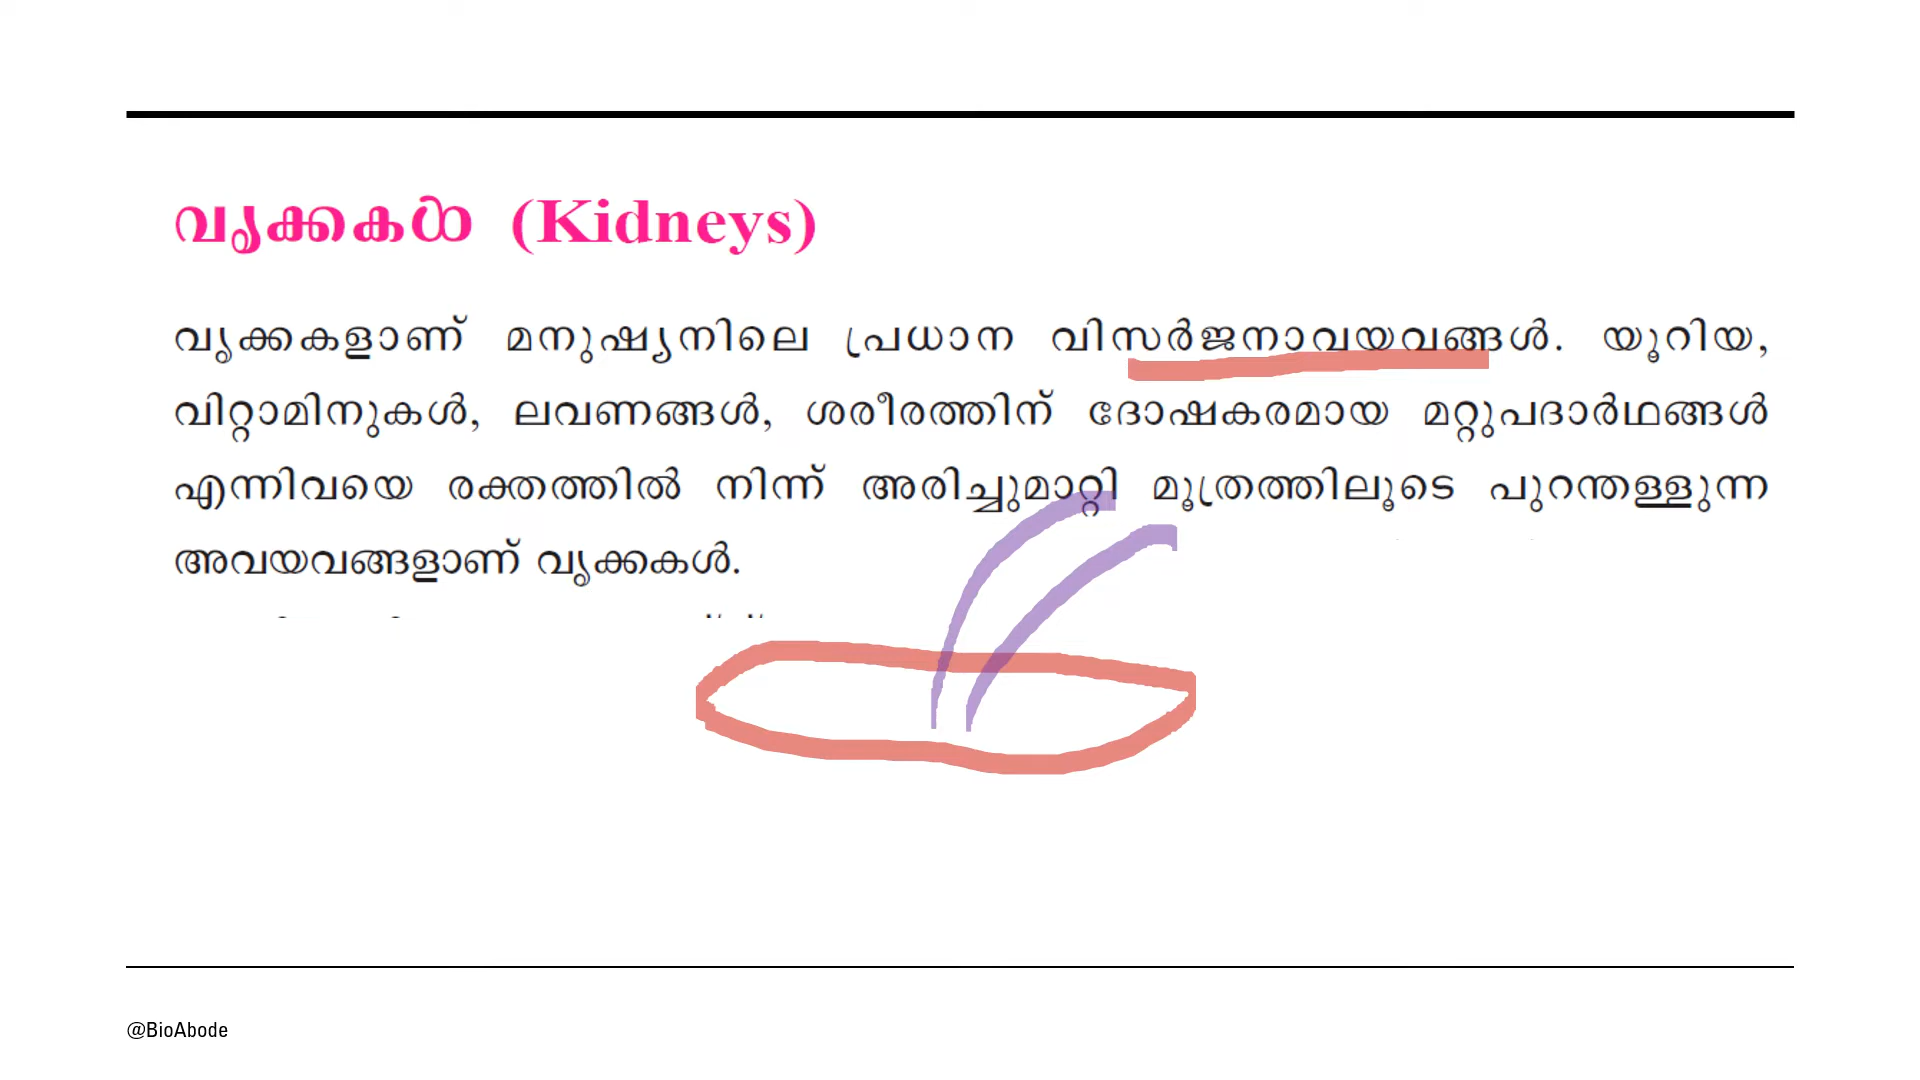 വൃക്കകൾ (Kidneys)
വൃക്കകളാണ് മനുഷ്യനിലെ പ്രധാന വിസർജനാവയവങ്ങൾ. യൂറിയ,
വിറ്റാമിനുകൾ, ലവണങ്ങൾ, ശരീരത്തിന് ദോഷകരമായ മറ്റുപദാർഥങ്ങൾ
എന്നിവയെ രക്തത്തിൽ നിന്ന് അരിച്ചുമാറ്റി മൂത്രത്തിലൂടെ പുറന്തള്ളുന്ന
അവയവങ്ങളാണ് വൃക്കകൾ.
@BioAbode